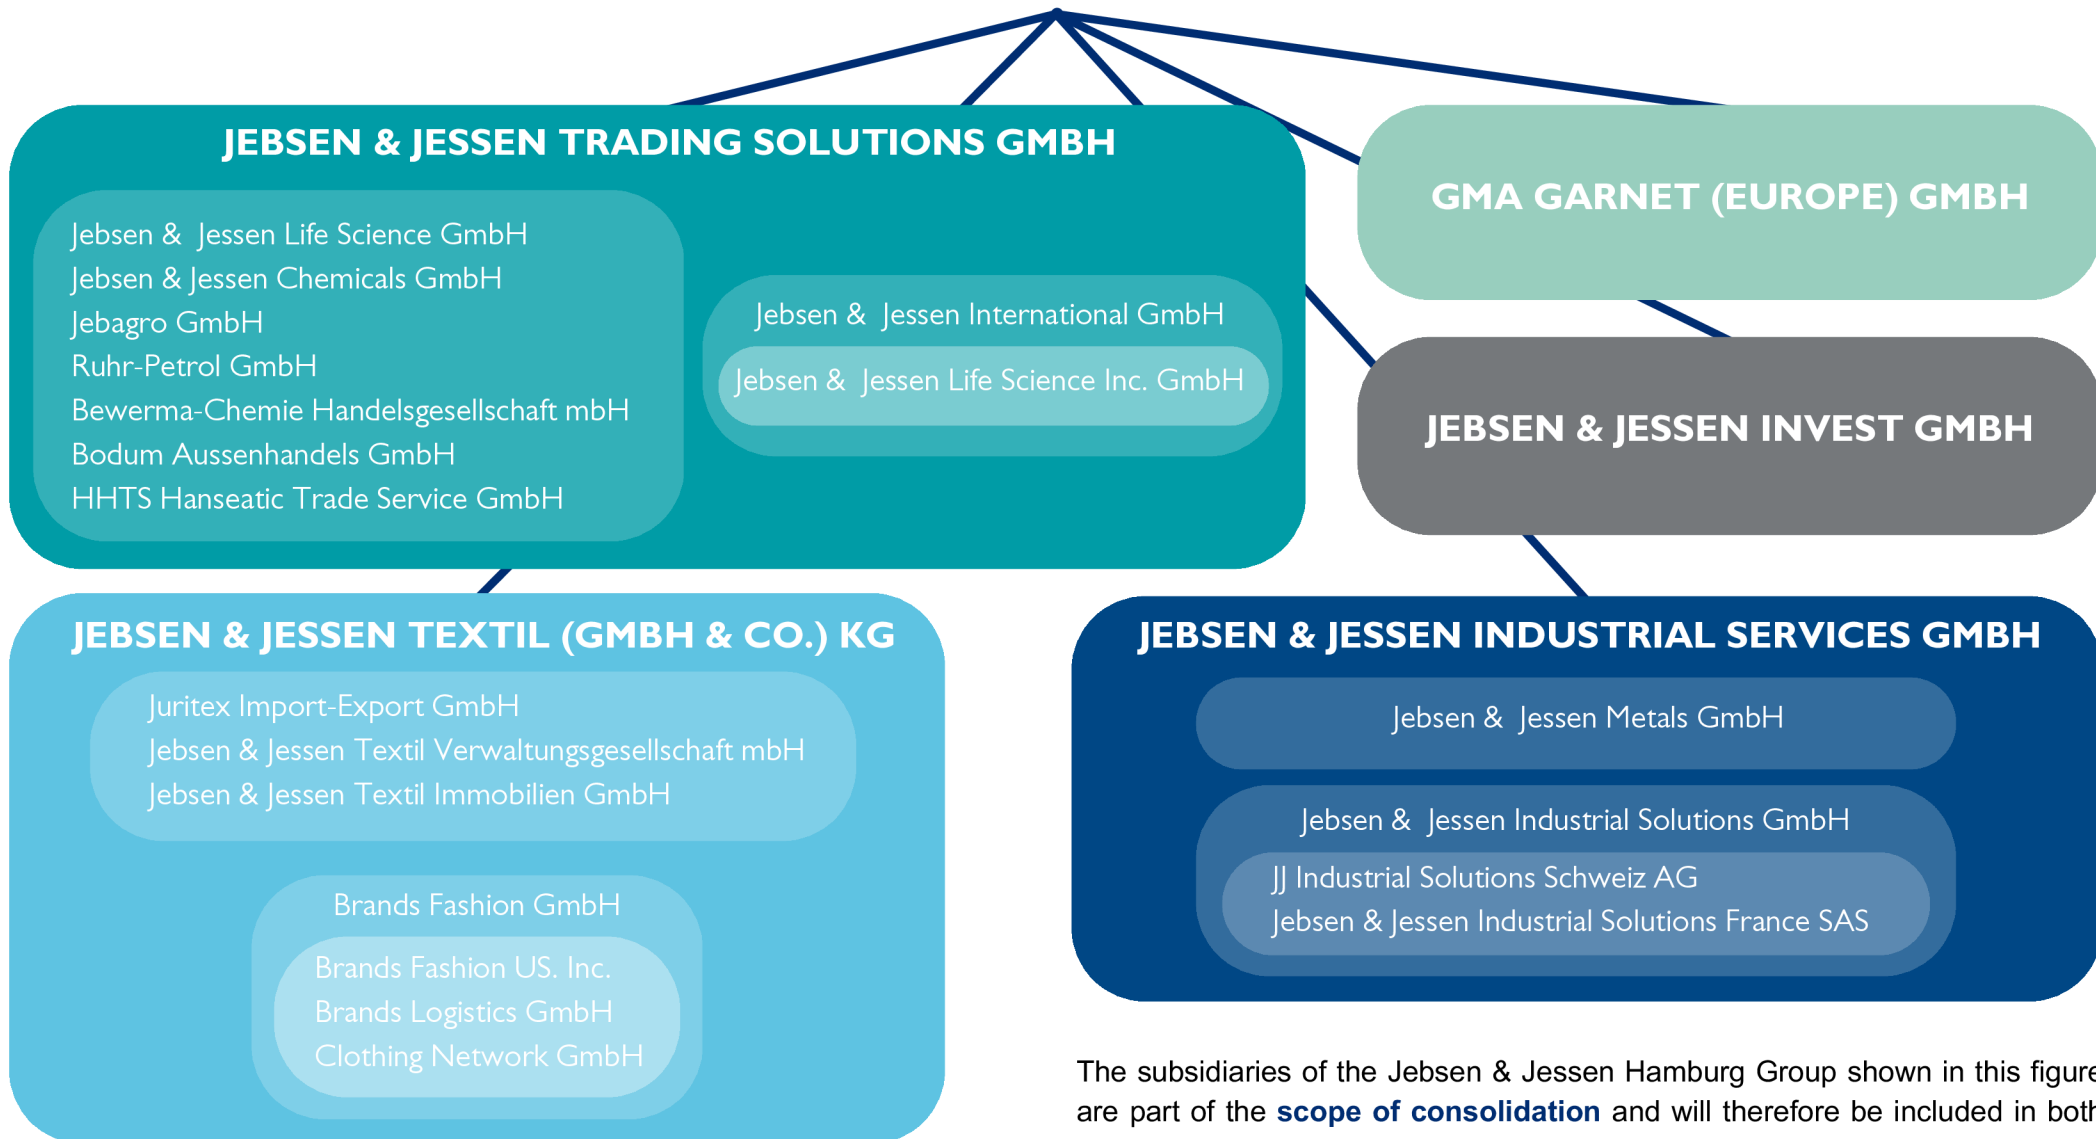 JEBSEN & JESSEN TRADING SOLUTIONS GMBH
Jebsen & Jessen Life Science GmbH
Jebsen & Jessen Chemicals GmbH
Jebagro GmbH
Ruhr-Petrol GmbH
Bewerma-Chemie Handelsgesellschaft mbH
Bodum Aussenhandels GmbH
HHTS Hanseatic Trade Service GmbH
Jebsen & Jessen International GmbH
Jebsen & Jessen Life Science Inc. GmbH
GMA GARNET (EUROPE) GMBH
JEBSEN & JESSEN INVEST GMBH
JEBSEN & JESSEN TEXTIL (GMBH & CO.) KG
Juritex Import-Export GmbH
Jebsen & Jessen Textil Verwaltungsgesellschaft mbH
Jebsen & Jessen Textil Immobilien GmbH
Brands Fashion GmbH
Brands Fashion US. Inc.
Brands Logistics GmbH
Clothing Network GmbH
JEBSEN & JESSEN INDUSTRIAL SERVICES GMBH
Jebsen & Jessen Metals GmbH
Jebsen & Jessen Industrial Solutions GmbH
JJ Industrial Solutions Schweiz AG
Jebsen & Jessen Industrial Solutions France SAS
The subsidiaries of the Jebsen & Jessen Hamburg Group shown in this figure
are part of the scope of consolidation and will therefore be included in both